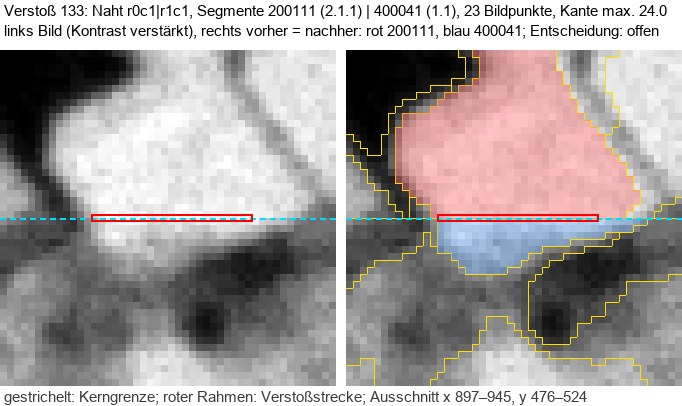 Verstoß 133: Naht r0c1|r1c1, Segmente 200111 (2.1.1) | 400041 (1.1), 23 Bildpunkte, Kante max. 24.0
links Bild (Kontrast verstärkt), rechts vorher = nachher: rot 200111, blau 400041; Entscheidung: offen
gestrichelt: Kerngrenze; roter Rahmen: Verstoßstrecke; Ausschnitt x 897–945, y 476–524